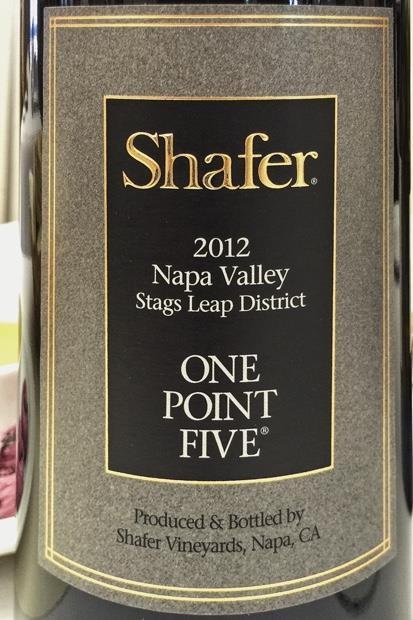 Shafer®
2012
Napa Valley
Stags Leap District
ONE
POINT
FIVE®
Produced & Bottled by
Shafer Vineyards, Napa, CA